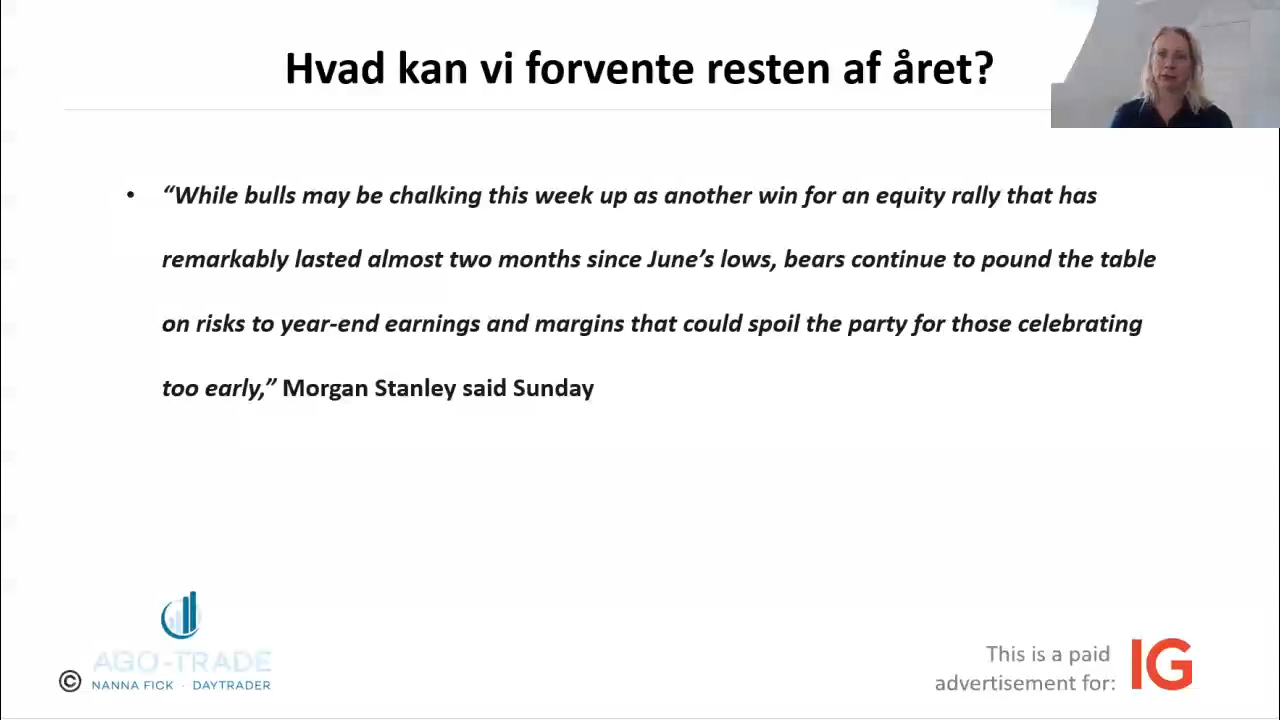 Hvad kan vi forvente resten af året?
• “While bulls may be chalking this week up as another win for an equity rally that has
remarkably lasted almost two months since June’s lows, bears continue to pound the table
on risks to year-end earnings and margins that could spoil the party for those celebrating
too early,” Morgan Stanley said Sunday
AGO-TRADE
© NANNA FICK · DAYTRADER
This is a paid
advertisement for:
IG